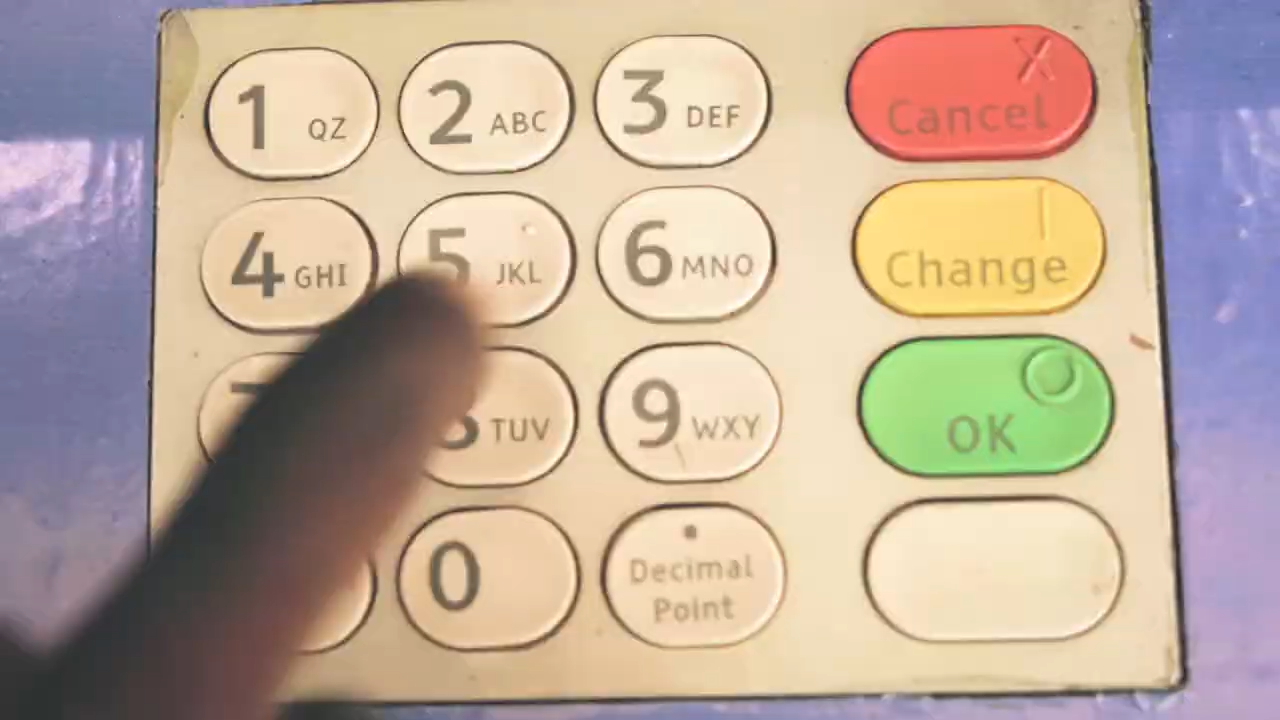 1 QZ
2 ABC
3 DEF
Cancel
4 GHI
5 JKL
6 MNO
Change
TUV
9 WXY
OK
0
Decimal
Point